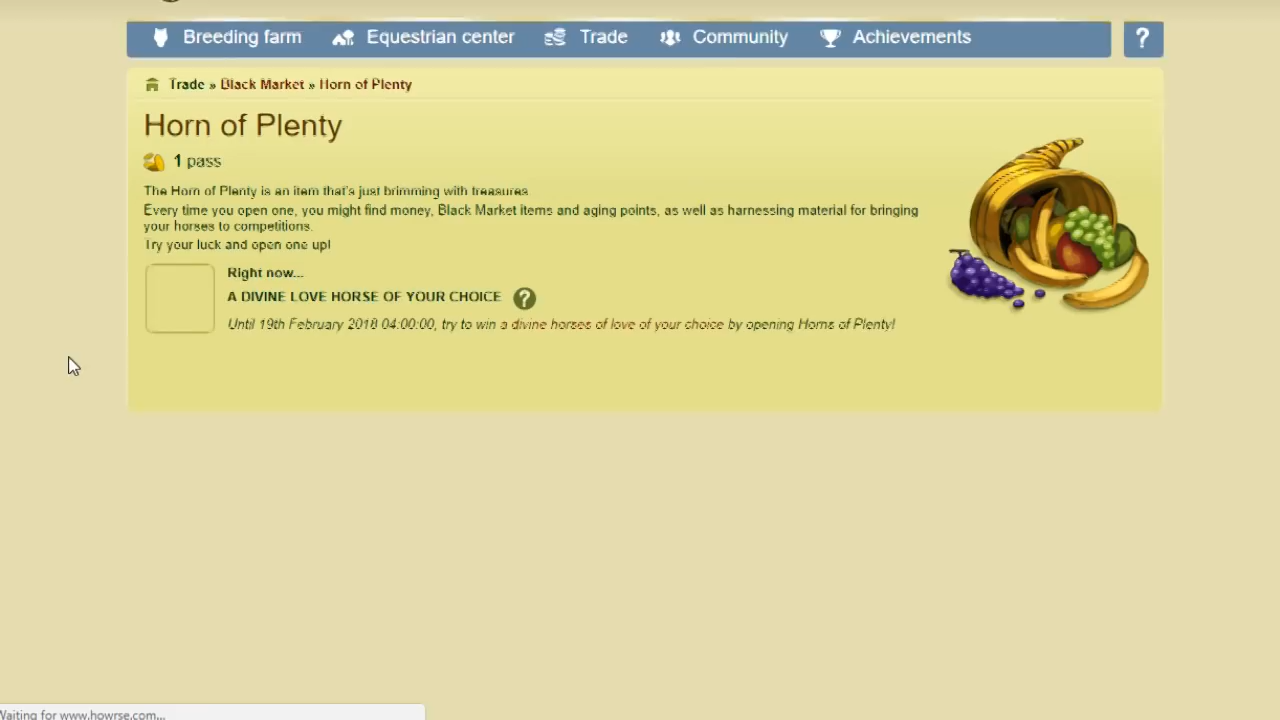 Breeding farm Equestrian center Trade Community Achievements ?
Trade » Black Market » Horn of Plenty
Horn of Plenty
1 pass
The Horn of Plenty is an item that's just brimming with treasures.
Every time you open one, you might find money, Black Market items and aging points, as well as harnessing material for bringing
your horses to competitions.
Try your luck and open one up!
Right now...
A DIVINE LOVE HORSE OF YOUR CHOICE ?
Until 19th February 2018 04:00:00, try to win a divine horses of love of your choice by opening Horns of Plenty!
Waiting for www.howrse.com...